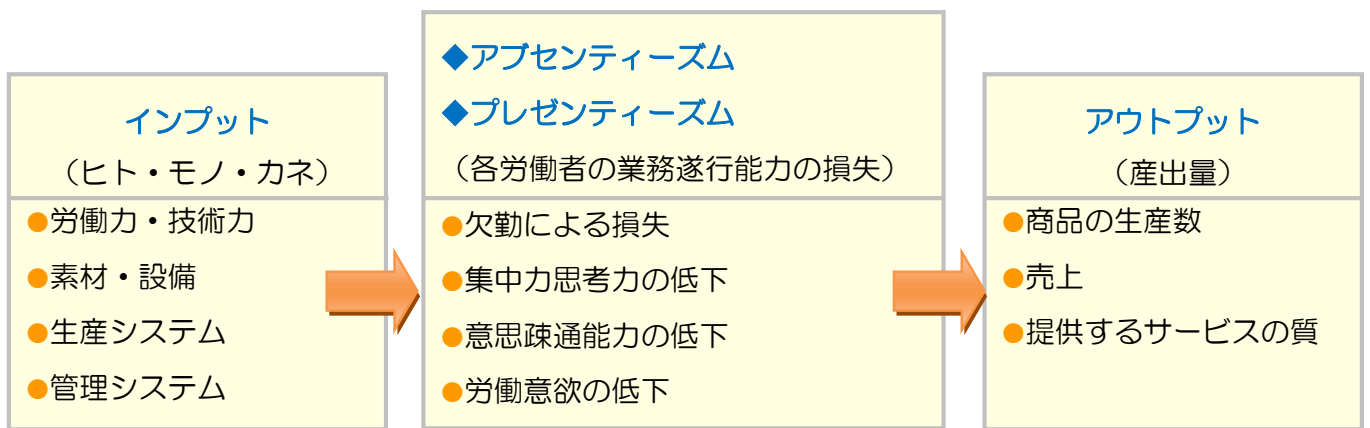 インプット
（ヒト・モノ・カネ）
●労働力・技術力
●素材・設備
●生産システム
●管理システム
◆アブセンティーズム
◆プレゼンティーズム
（各労働者の業務遂行能力の損失）
●欠勤による損失
●集中力思考力の低下
●意思疎通能力の低下
●労働意欲の低下
アウトプット
（産出量）
●商品の生産数
●売上
●提供するサービスの質